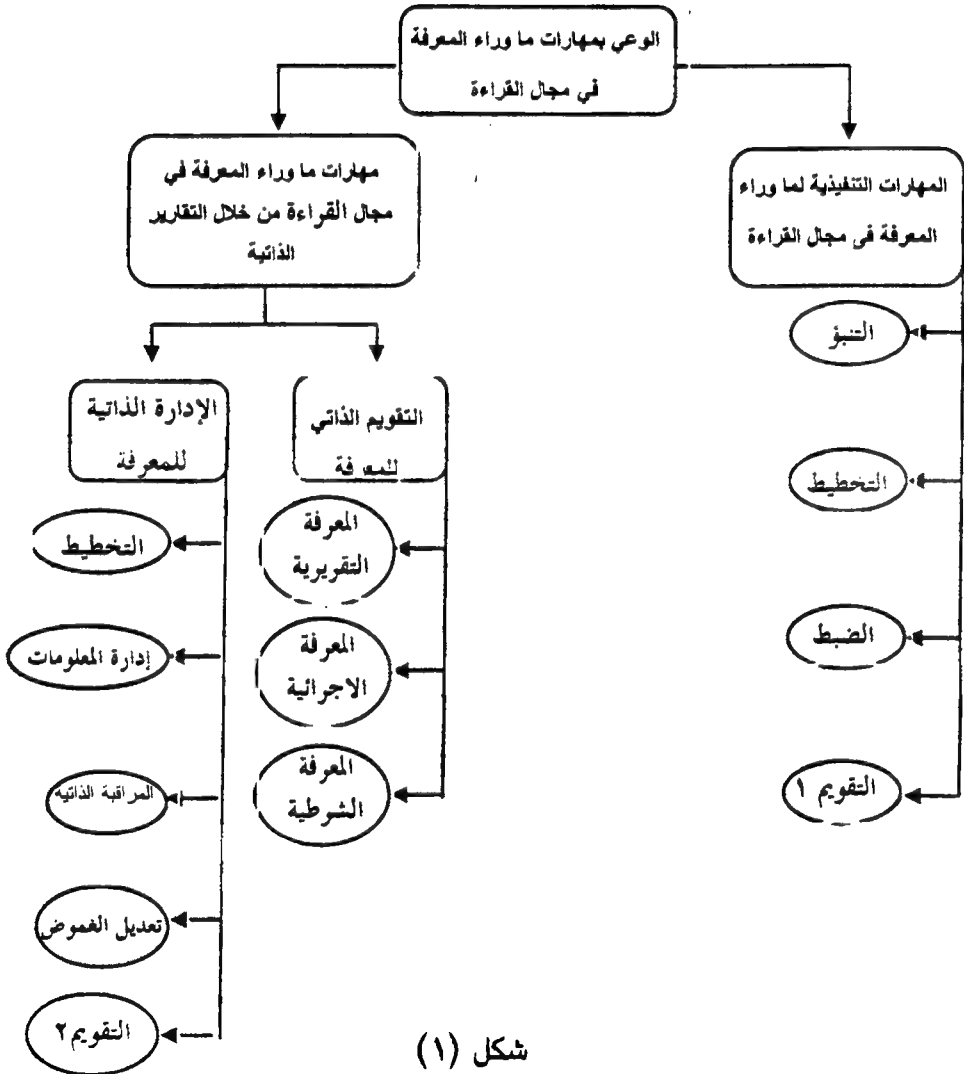 الوعي بمهارات ما وراء المعرفة
في مجال القراءة
المهارات التنفيذية لما وراء
المعرفة في مجال القراءة
التنبؤ
التخطيط
الضبط
التقويم ١
مهارات ما وراء المعرفة في
مجال القراءة من خلال التقارير
الذاتية
التقويم الذاتي
للمعرفة
المعرفة
التقريرية
المعرفة
الاجرائية
المعرفة
الشرطية
الإدارة الذاتية
للمعرفة
التخطيط
إدارة المعلومات
المراقبة الذاتيه
تعديل الغموض
التقويم٢
شكل (١)